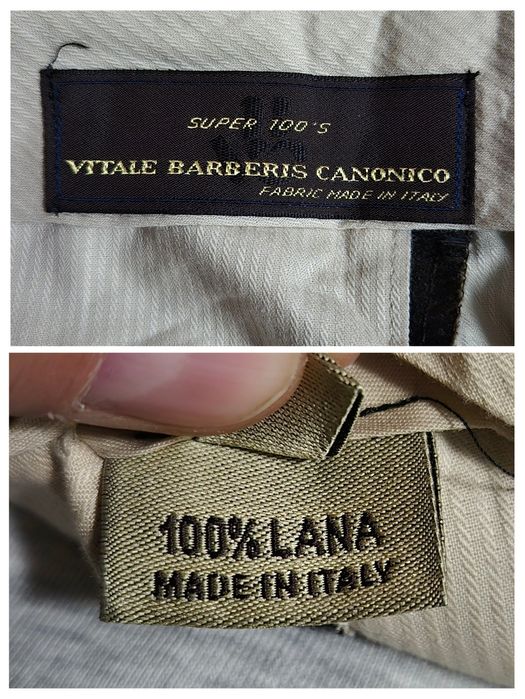 SUPER 100'S
VITALE BARBERIS CANONICO
FABRIC MADE IN ITALY
100% LANA
MADE IN ITALY